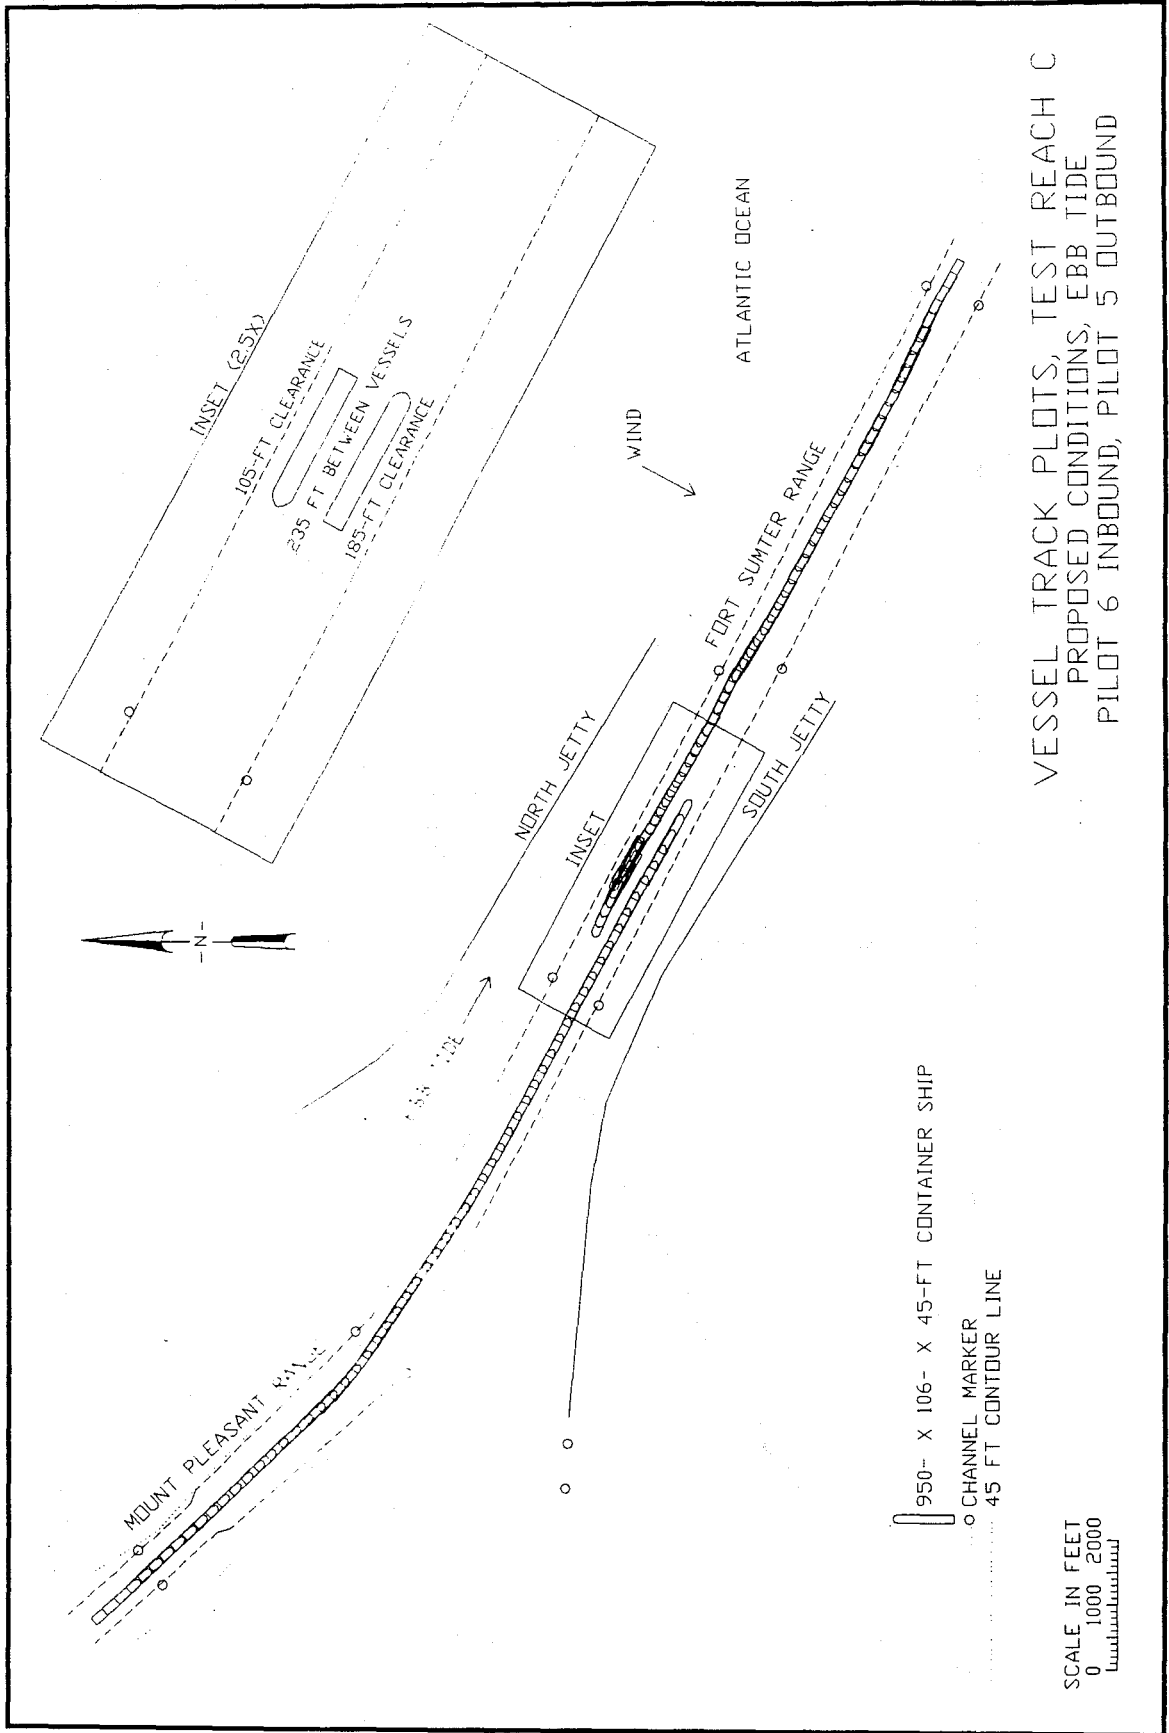 INSET (2.5X)
105-FT CLEARANCE
235 FT BETWEEN VESSELS
185-FT CLEARANCE
-N-
ATLANTIC OCEAN
WIND
NORTH JETTY
INSET
FORT SUMTER RANGE
SOUTH JETTY
MOUNT PLEASANT
950- X 106- X 45-FT CONTAINER SHIP
CHANNEL MARKER
45 FT CONTOUR LINE
SCALE IN FEET
0 1000 2000
VESSEL TRACK PLOTS, TEST REACH C
PROPOSED CONDITIONS, EBB TIDE
PILOT 6 INBOUND, PILOT 5 OUTBOUND